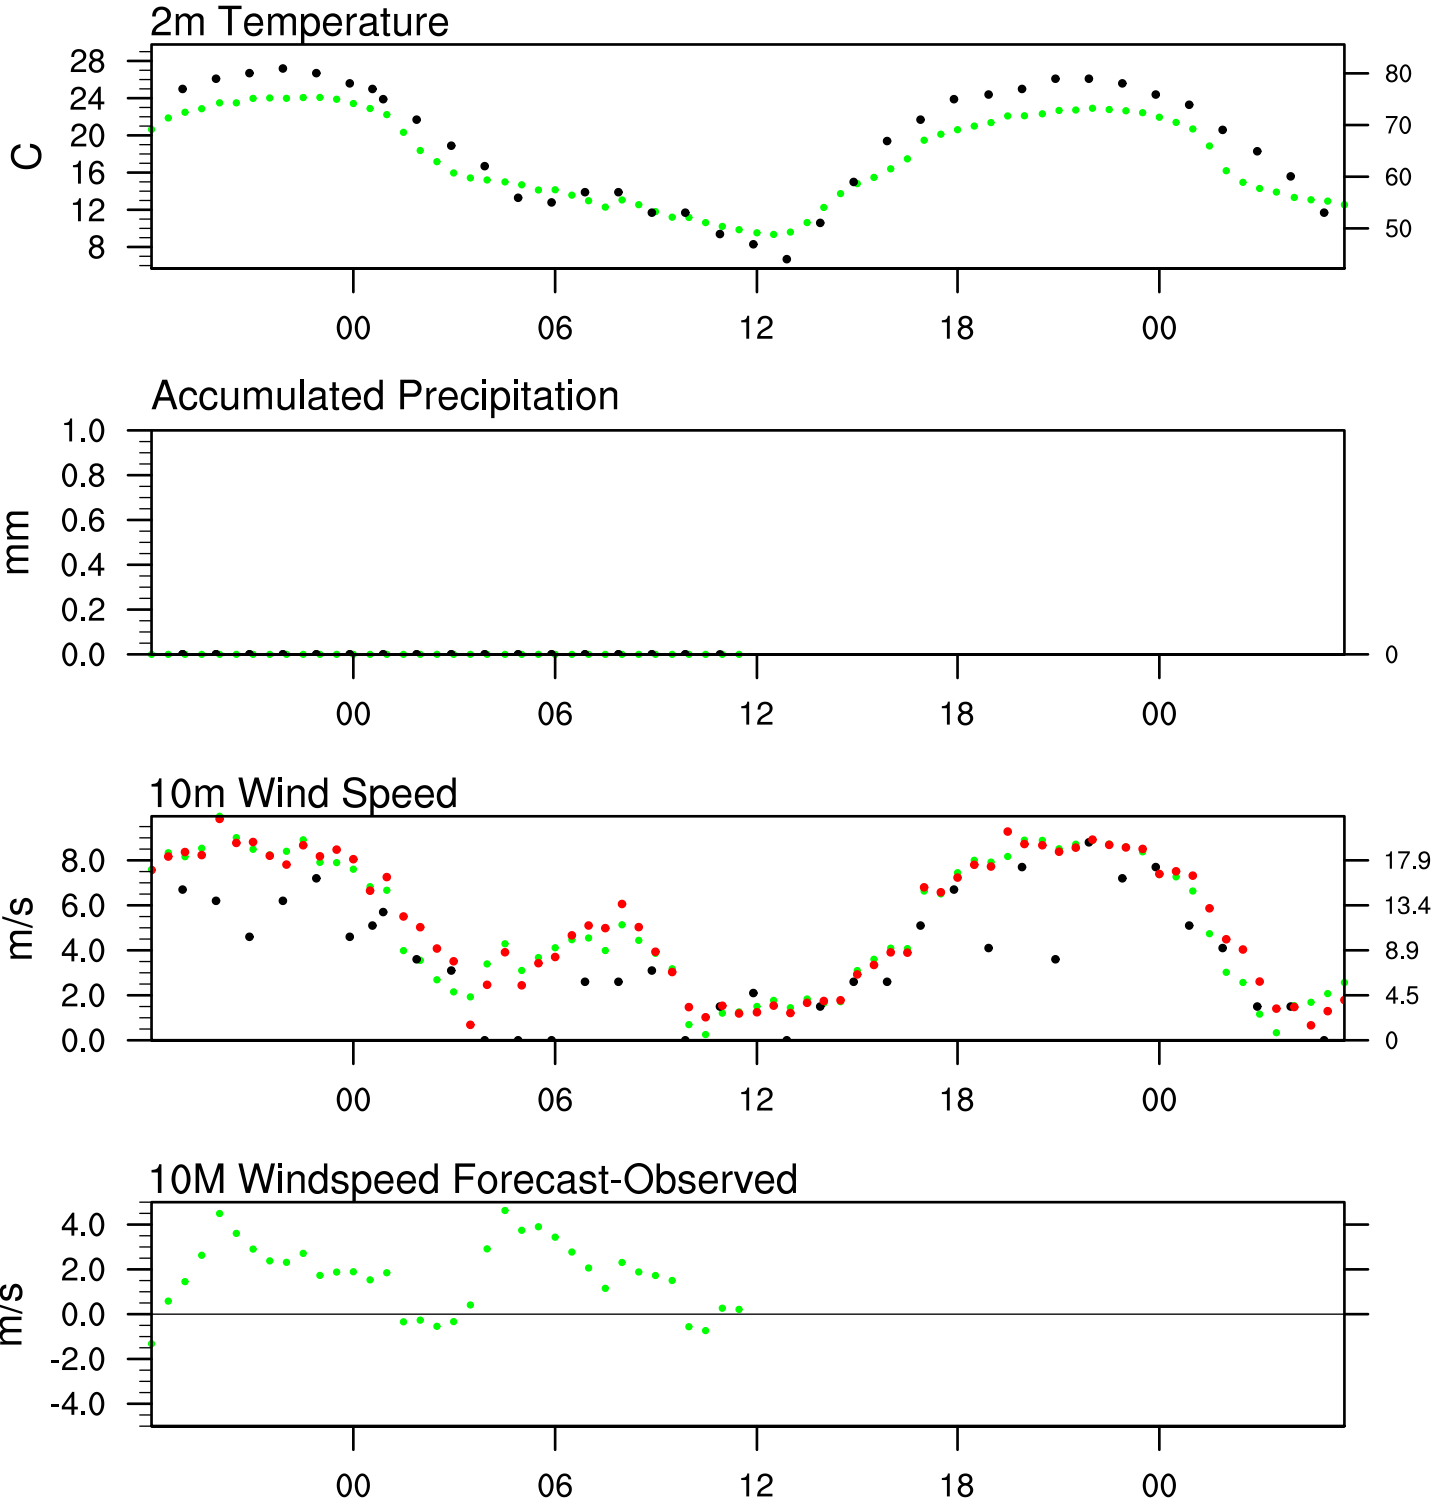 2m Temperature
28
24
20
16
12
8
C
80
70
60
50
00 06 12 18 00
Accumulated Precipitation
1.0
0.8
0.6
0.4
0.2
0.0
mm
0
00 06 12 18 00
10m Wind Speed
8.0
6.0
4.0
2.0
0.0
m/s
17.9
13.4
8.9
4.5
0
00 06 12 18 00
10M Windspeed Forecast-Observed
4.0
2.0
0.0
-2.0
-4.0
m/s
00 06 12 18 00